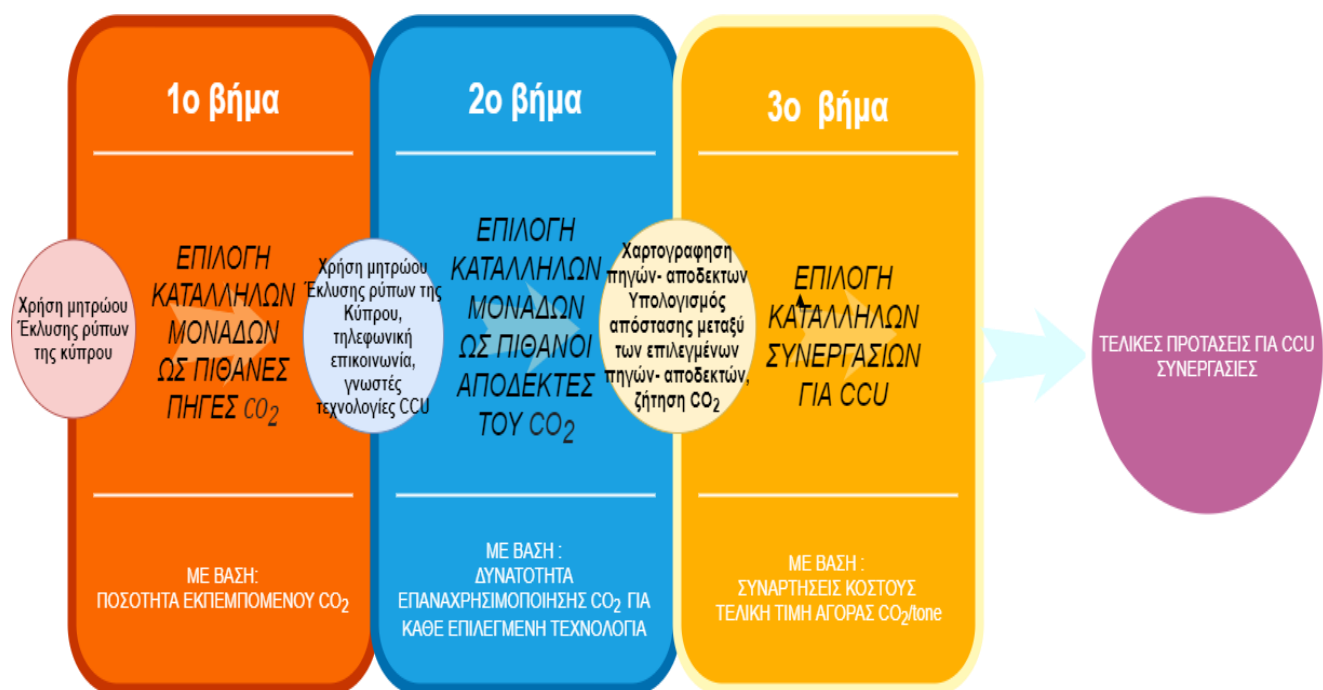 1ο βήμα
Χρήση μητρώου
Έκλυσης ρύπων
της κύπρου
ΕΠΙΛΟΓΗ
ΚΑΤΑΛΛΗΛΩΝ
ΜΟΝΑΔΩΝ
ΩΣ ΠΙΘΑΝΕΣ
ΠΗΓΕΣ CO₂
ΜΕ ΒΑΣΗ:
ΠΟΣΟΤΗΤΑ ΕΚΠΕΜΠΟΜΕΝΟΥ CO₂
2ο βήμα
Χρήση μητρώου
Έκλυσης ρύπων της
Κύπρου,
τηλεφωνική
επικοινωνία,
γνωστές
τεχνολογίες CCU
ΕΠΙΛΟΓΗ
ΚΑΤΑΛΛΗΛΩΝ
ΜΟΝΑΔΩΝ
ΩΣ ΠΙΘΑΝΟΙ
ΑΠΟΔΕΚΤΕΣ
ΤΟΥ CO₂
ΜΕ ΒΑΣΗ :
ΔΥΝΑΤΟΤΗΤΑ
ΕΠΑΝΑΧΡΗΣΙΜΟΠΟΙΗΣΗΣ CO₂ ΓΙΑ
ΚΑΘΕ ΕΠΙΛΕΓΜΕΝΗ ΤΕΧΝΟΛΟΓΙΑ
3ο βήμα
Χαρτογραφηση
πηγών- αποδεκτων
Υπολογισμός
απόστασης μεταξύ
των επιλεγμένων
πηγών- αποδεκτών,
ζήτηση CO₂
ΕΠΙΛΟΓΗ
ΚΑΤΑΛΛΗΛΩΝ
ΣΥΝΕΡΓΑΣΙΩΝ
ΓΙΑ CCU
ΜΕ ΒΑΣΗ :
ΣΥΝΑΡΤΗΣΕΙΣ ΚΟΣΤΟΥΣ
ΤΕΛΙΚΗ ΤΙΜΗ ΑΓΟΡΑΣ CO₂/tone
ΤΕΛΙΚΕΣ ΠΡΟΤΑΣΕΙΣ ΓΙΑ CCU
ΣΥΝΕΡΓΑΣΙΕΣ